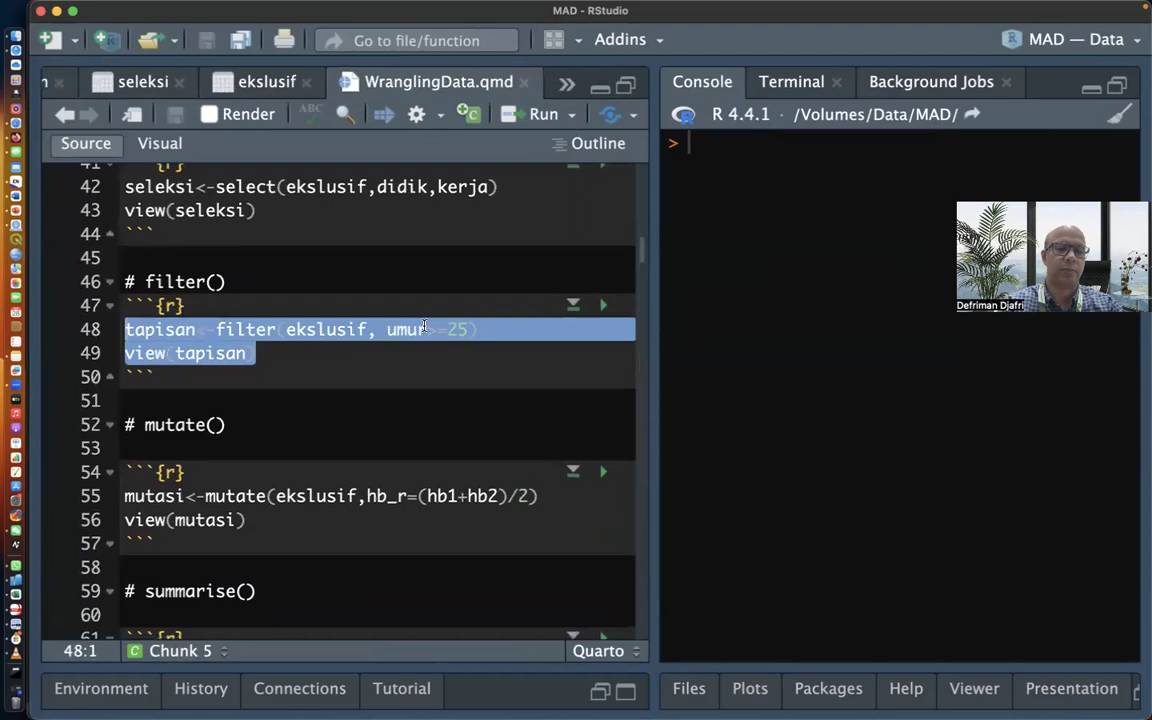 MAD - RStudio
Go to file/function
Addins
MAD — Data
seleksi
ekslusif
WranglingData.qmd
Render
ABC
Run
Source
Visual
Outline
42 seleksi<-select(ekslusif,didik,kerja)
43 view(seleksi)
44 ```
45
46 # filter()
47 ```{r}
48 tapisan<-filter(ekslusif, umur>=25)
49 view(tapisan)
50 ```
51
52 # mutate()
53
54 ```{r}
55 mutasi<-mutate(ekslusif,hb_r=(hb1+hb2)/2)
56 view(mutasi)
57 ```
58
59 # summarise()
60
61 ```{r}
48:1
Chunk 5
Quarto
Environment
History
Connections
Tutorial
Console
Terminal
Background Jobs
R 4.4.1 · /Volumes/Data/MAD/
>
Defriman Djafri
Files
Plots
Packages
Help
Viewer
Presentation